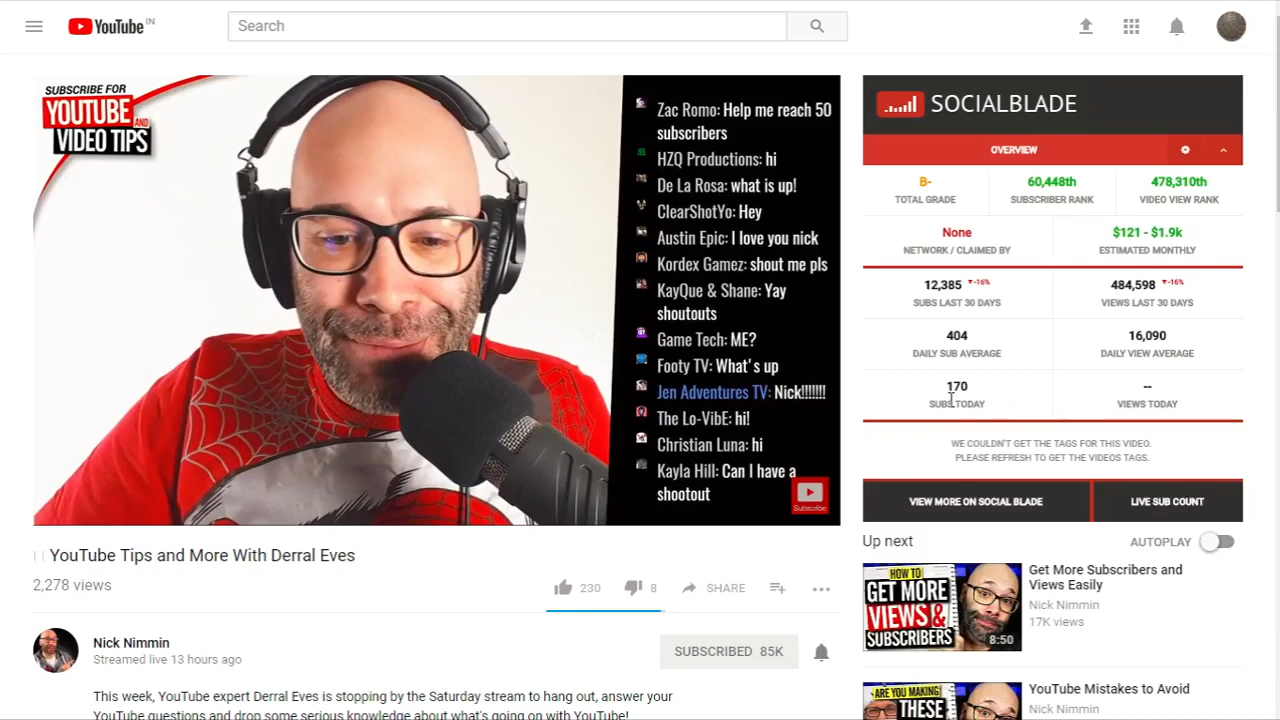 YouTube IN
Search
SUBSCRIBE FOR
YOUTUBE AND
VIDEO TIPS
Zac Romo: Help me reach 50
subscribers
HZQ Productions: hi
De La Rosa: what is up!
ClearShotYo: Hey
Austin Epic: I love you nick
Kordex Gamez: shout me pls
KayQue & Shane: Yay
shoutouts
Game Tech: ME?
Footy TV: What's up
Jen Adventures TV: Nick!!!!!!!
The Lo-VibE: hi!
Christian Luna: hi
Kayla Hill: Can I have a
shootout
Subscribe
YouTube Tips and More With Derral Eves
2,278 views
230
8
SHARE
Nick Nimmin
Streamed live 13 hours ago
SUBSCRIBED 85K
This week, YouTube expert Derral Eves is stopping by the Saturday stream to hang out, answer your
YouTube questions and drop some serious knowledge about what's going on with YouTube!
SOCIALBLADE
OVERVIEW
B-
TOTAL GRADE
60,448th
SUBSCRIBER RANK
478,310th
VIDEO VIEW RANK
None
NETWORK / CLAIMED BY
$121 - $1.9k
ESTIMATED MONTHLY
12,385 -16%
SUBS LAST 30 DAYS
484,598 -16%
VIEWS LAST 30 DAYS
404
DAILY SUB AVERAGE
16,090
DAILY VIEW AVERAGE
170
SUBS TODAY
--
VIEWS TODAY
WE COULDN'T GET THE TAGS FOR THIS VIDEO.
PLEASE REFRESH TO GET THE VIDEOS TAGS.
VIEW MORE ON SOCIAL BLADE
LIVE SUB COUNT
Up next
AUTOPLAY
HOW TO
GET MORE
VIEWS &
SUBSCRIBERS
8:50
Get More Subscribers and
Views Easily
Nick Nimmin
17K views
ARE YOU MAKING
THESE
YouTube Mistakes to Avoid
Nick Nimmin